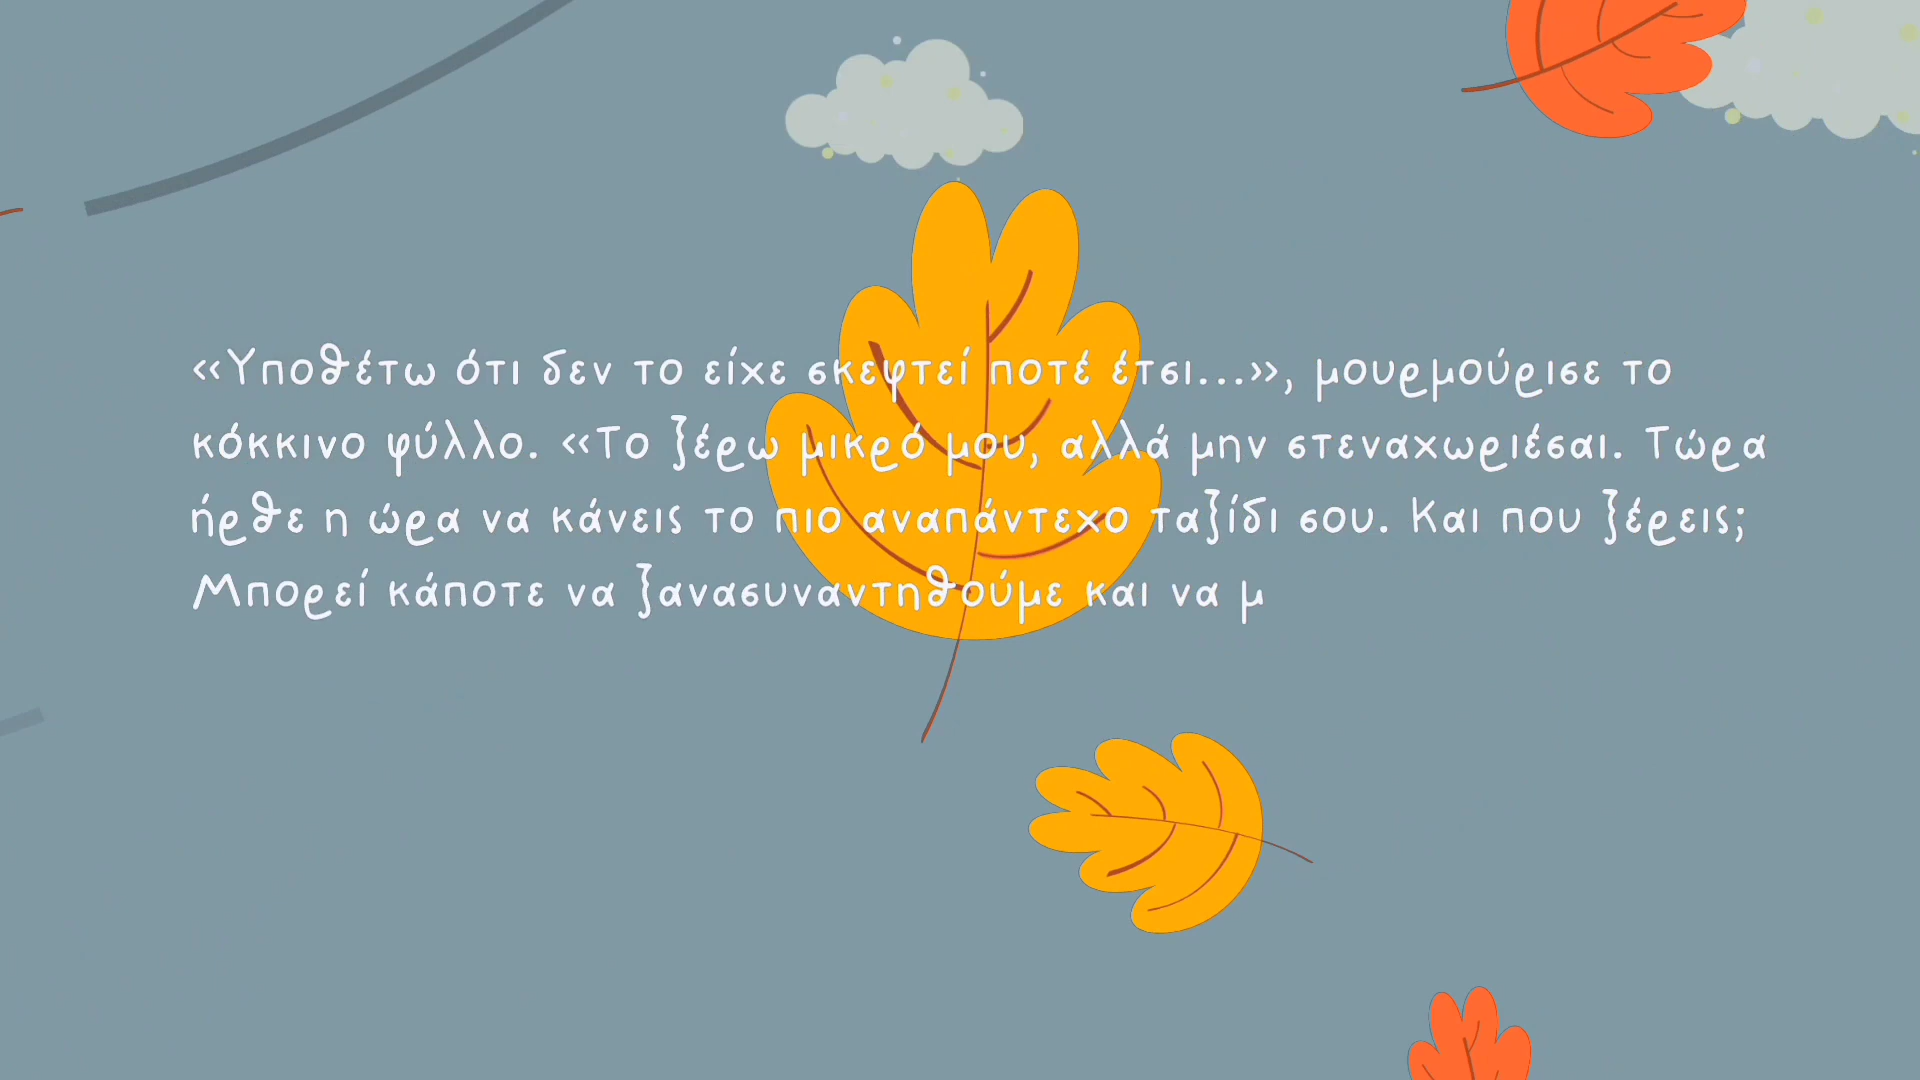 «Υποθέτω ότι δεν το είχε σκεφτεί ποτέ έτσι...», μουρμούρισε το
κόκκινο φύλλο. «Το ξέρω μικρό μου, αλλά μην στεναχωριέσαι. Τώρα
ήρθε η ώρα να κάνεις το πιο αναπάντεχο ταξίδι σου. Και που ξέρεις;
Μπορεί κάποτε να ξανασυναντηθούμε και να μ